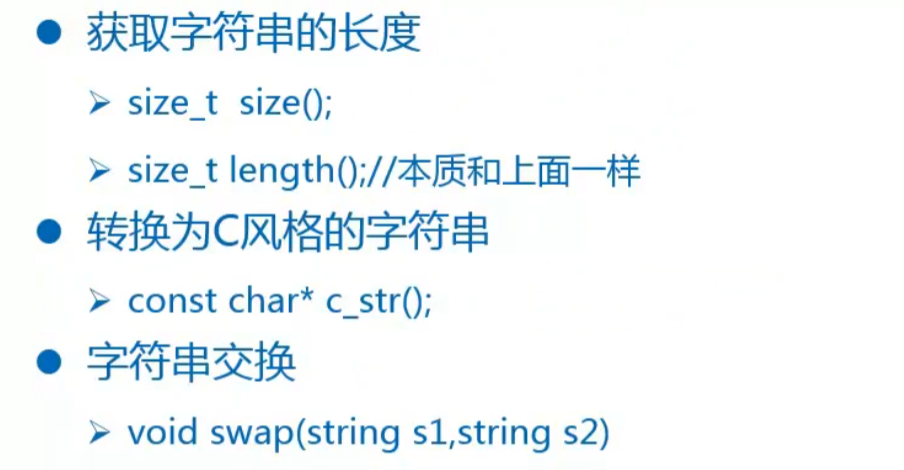 获取字符串的长度
size_t size();
size_t length();//本质和上面一样
转换为C风格的字符串
const char* c_str();
字符串交换
void swap(string s1,string s2)